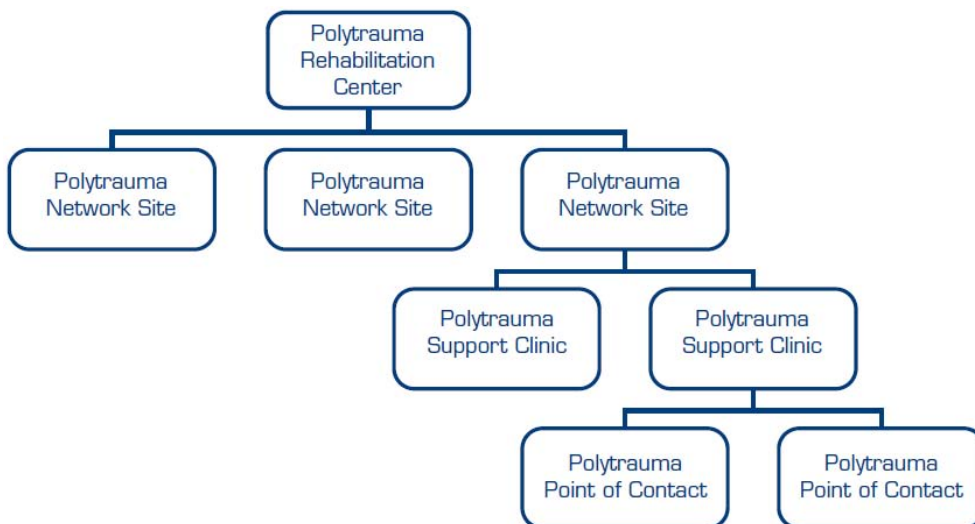 Polytrauma
Rehabilitation
Center
Polytrauma
Network Site
Polytrauma
Network Site
Polytrauma
Network Site
Polytrauma
Support Clinic
Polytrauma
Support Clinic
Polytrauma
Point of Contact
Polytrauma
Point of Contact